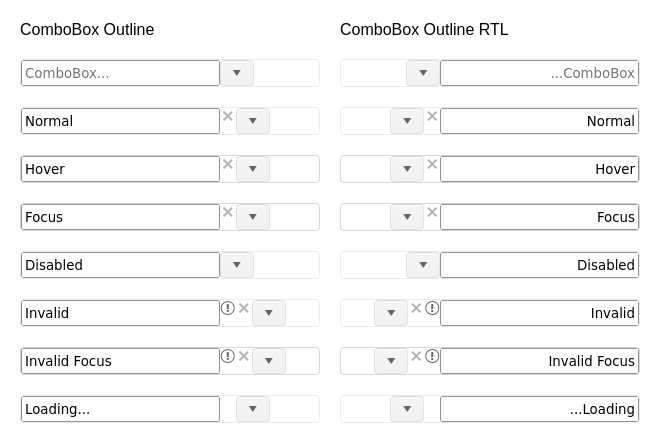 ComboBox Outline
ComboBox...
Normal
Hover
Focus
Disabled
Invalid
Invalid Focus
Loading...
ComboBox Outline RTL
...ComboBox
Normal
Hover
Focus
Disabled
Invalid
Invalid Focus
...Loading